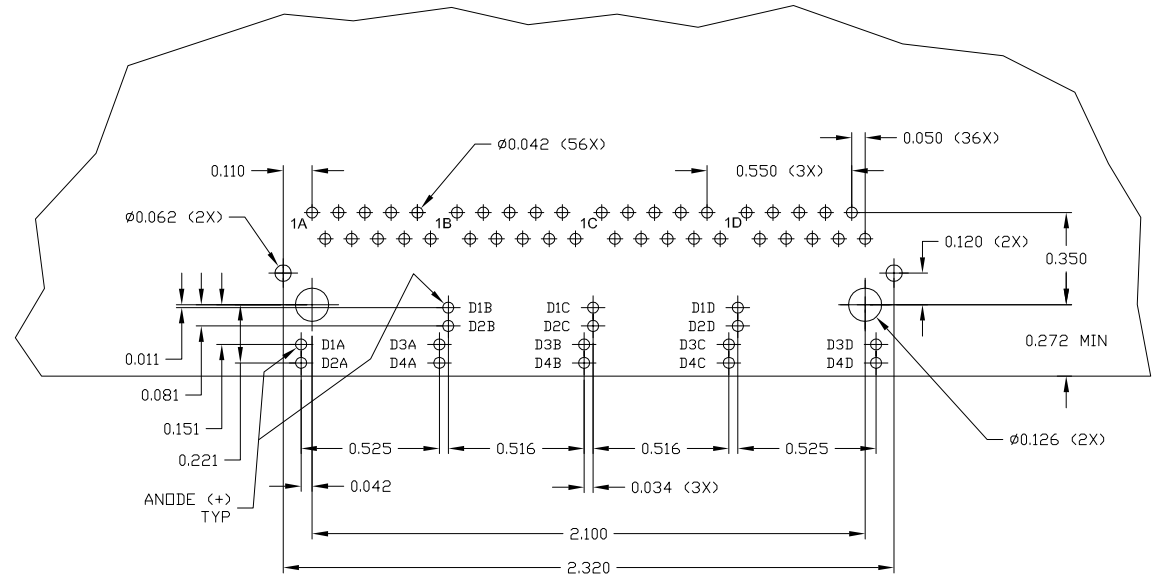 Ø0.042 (56X)
0.050 (36X)
0.110
0.550 (3X)
Ø0.062 (2X)
1A
1B
1C
1D
0.120 (2X)
0.350
D1B
D1C
D1D
D2B
D2C
D2D
0.272 MIN
0.011
D1A
D3A
D3B
D3C
D3D
D2A
D4A
D4B
D4C
D4D
0.081
0.151
Ø0.126 (2X)
0.221
0.525
0.516
0.516
0.525
0.042
0.034 (3X)
ANODE (+)
TYP
2.100
2.320